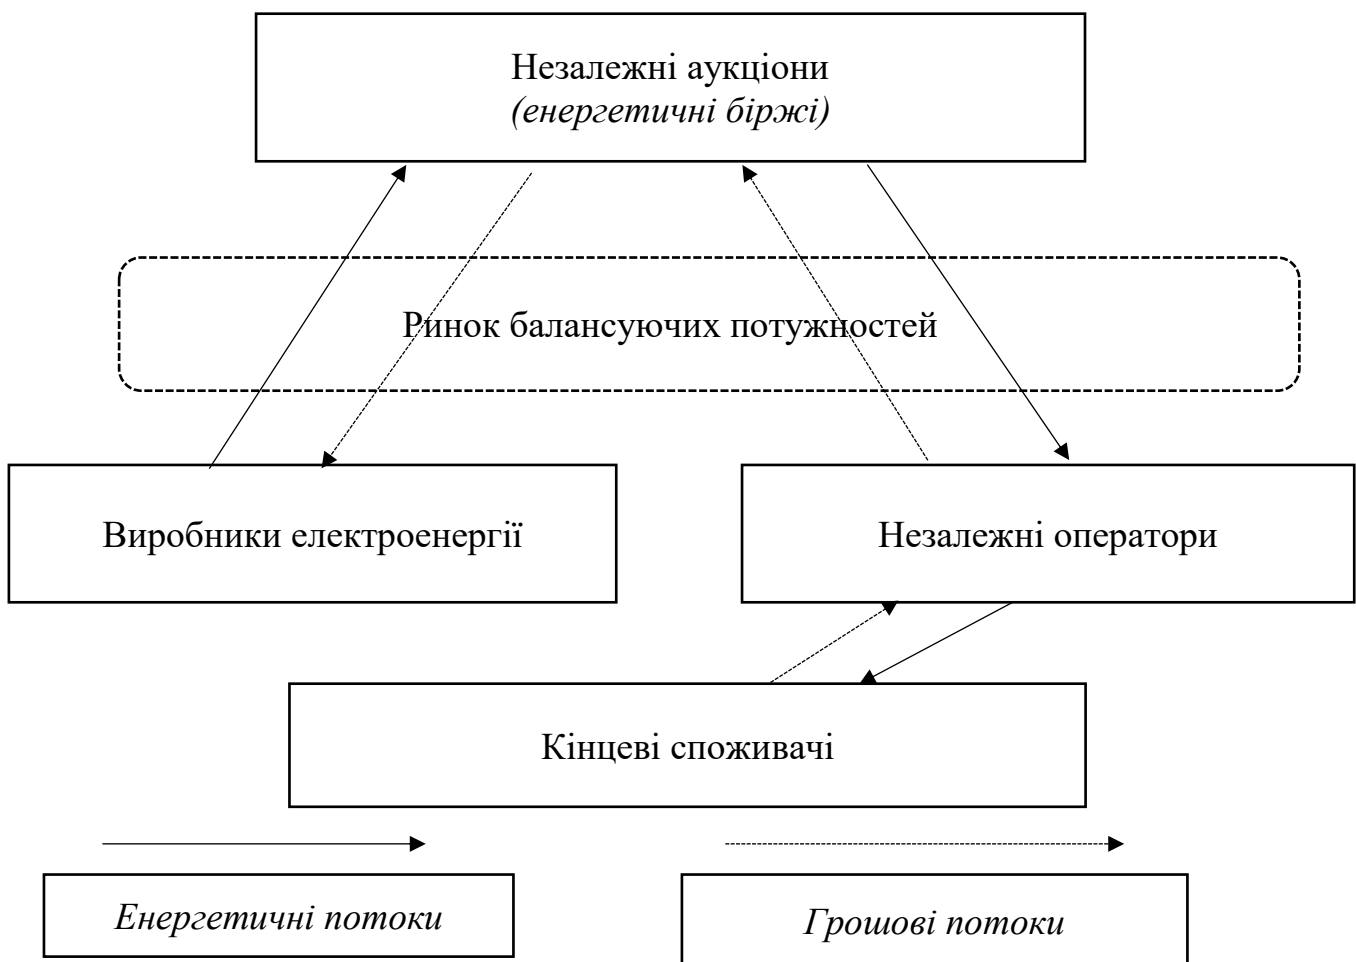 Незалежні аукціони
(енергетичні біржі)
Ринок балансуючих потужностей
Виробники електроенергії
Незалежні оператори
Кінцеві споживачі
Енергетичні потоки
Грошові потоки